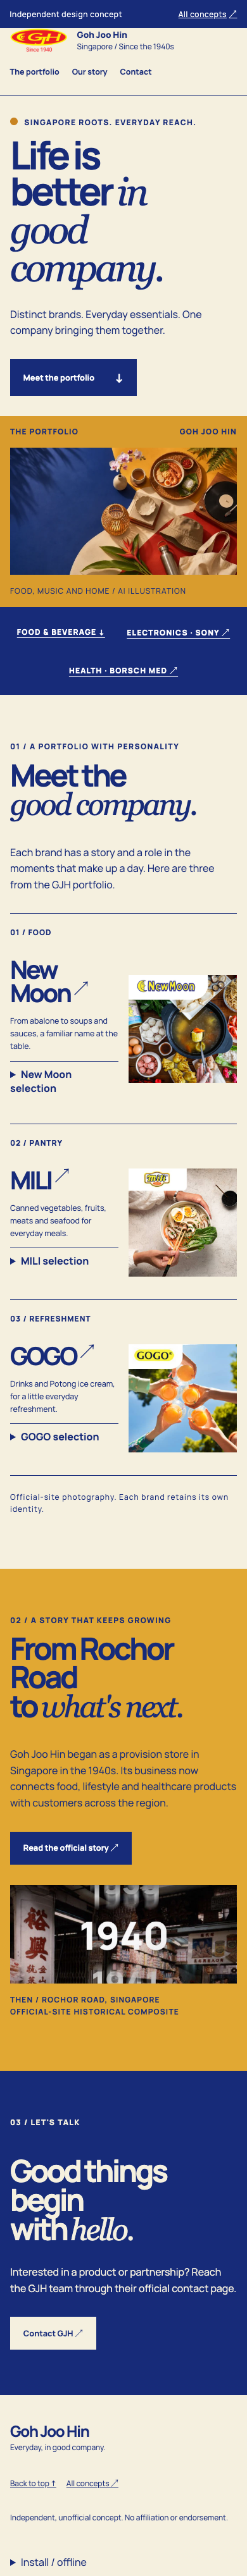 Independent design concept
All concepts ↗
GJH
Since 1940
Goh Joo Hin
Singapore / Since the 1940s
The portfolio
Our story
Contact
SINGAPORE ROOTS. EVERYDAY REACH.
Life is
better in
good
company.
Distinct brands. Everyday essentials. One
company bringing them together.
Meet the portfolio ↓
THE PORTFOLIO
GOH JOO HIN
FOOD, MUSIC AND HOME / AI ILLUSTRATION
FOOD & BEVERAGE ↓
ELECTRONICS · SONY ↗
HEALTH · BORSCH MED ↗
01 / A PORTFOLIO WITH PERSONALITY
Meet the
good company.
Each brand has a story and a role in the
moments that make up a day. Here are three
from the GJH portfolio.
01 / FOOD
New
Moon ↗
From abalone to soups and
sauces, a familiar name at the
table.
▶ New Moon
selection
NewMoon
02 / PANTRY
MILI ↗
Canned vegetables, fruits,
meats and seafood for
everyday meals.
▶ MILI selection
03 / REFRESHMENT
GOGO ↗
Drinks and Potong ice cream,
for a little everyday
refreshment.
▶ GOGO selection
GOGO
Official-site photography. Each brand retains its own
identity.
02 / A STORY THAT KEEPS GROWING
From Rochor
Road
to what's next.
Goh Joo Hin began as a provision store in
Singapore in the 1940s. Its business now
connects food, lifestyle and healthcare products
with customers across the region.
Read the official story ↗
裕興
1940
THEN / ROCHOR ROAD, SINGAPORE
OFFICIAL-SITE HISTORICAL COMPOSITE
03 / LET'S TALK
Good things
begin
with hello.
Interested in a product or partnership? Reach
the GJH team through their official contact page.
Contact GJH ↗
Goh Joo Hin
Everyday, in good company.
Back to top ↑
All concepts ↗
Independent, unofficial concept. No affiliation or endorsement.
▶ Install / offline